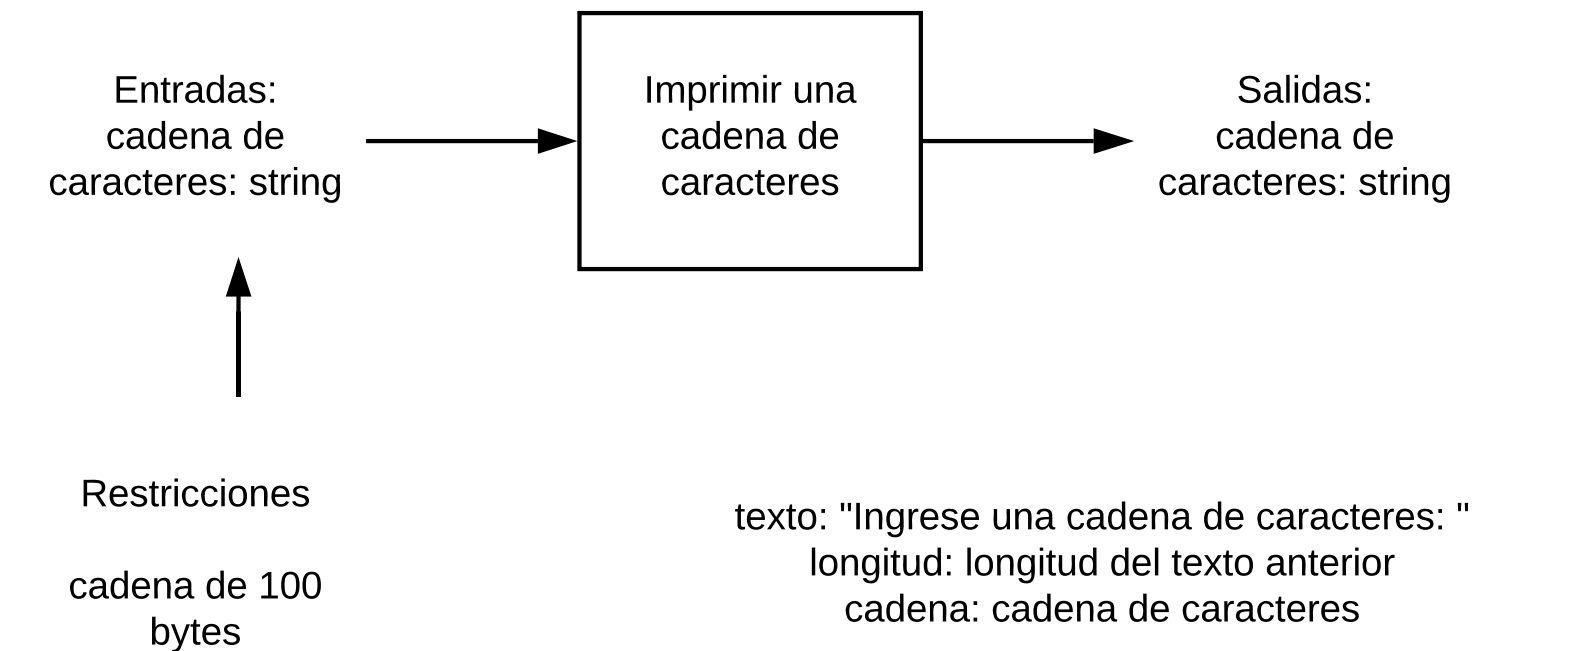 Entradas:
cadena de
caracteres: string
Imprimir una
cadena de
caracteres
Salidas:
cadena de
caracteres: string
Restricciones
cadena de 100
bytes
texto: "Ingrese una cadena de caracteres: "
longitud: longitud del texto anterior
cadena: cadena de caracteres